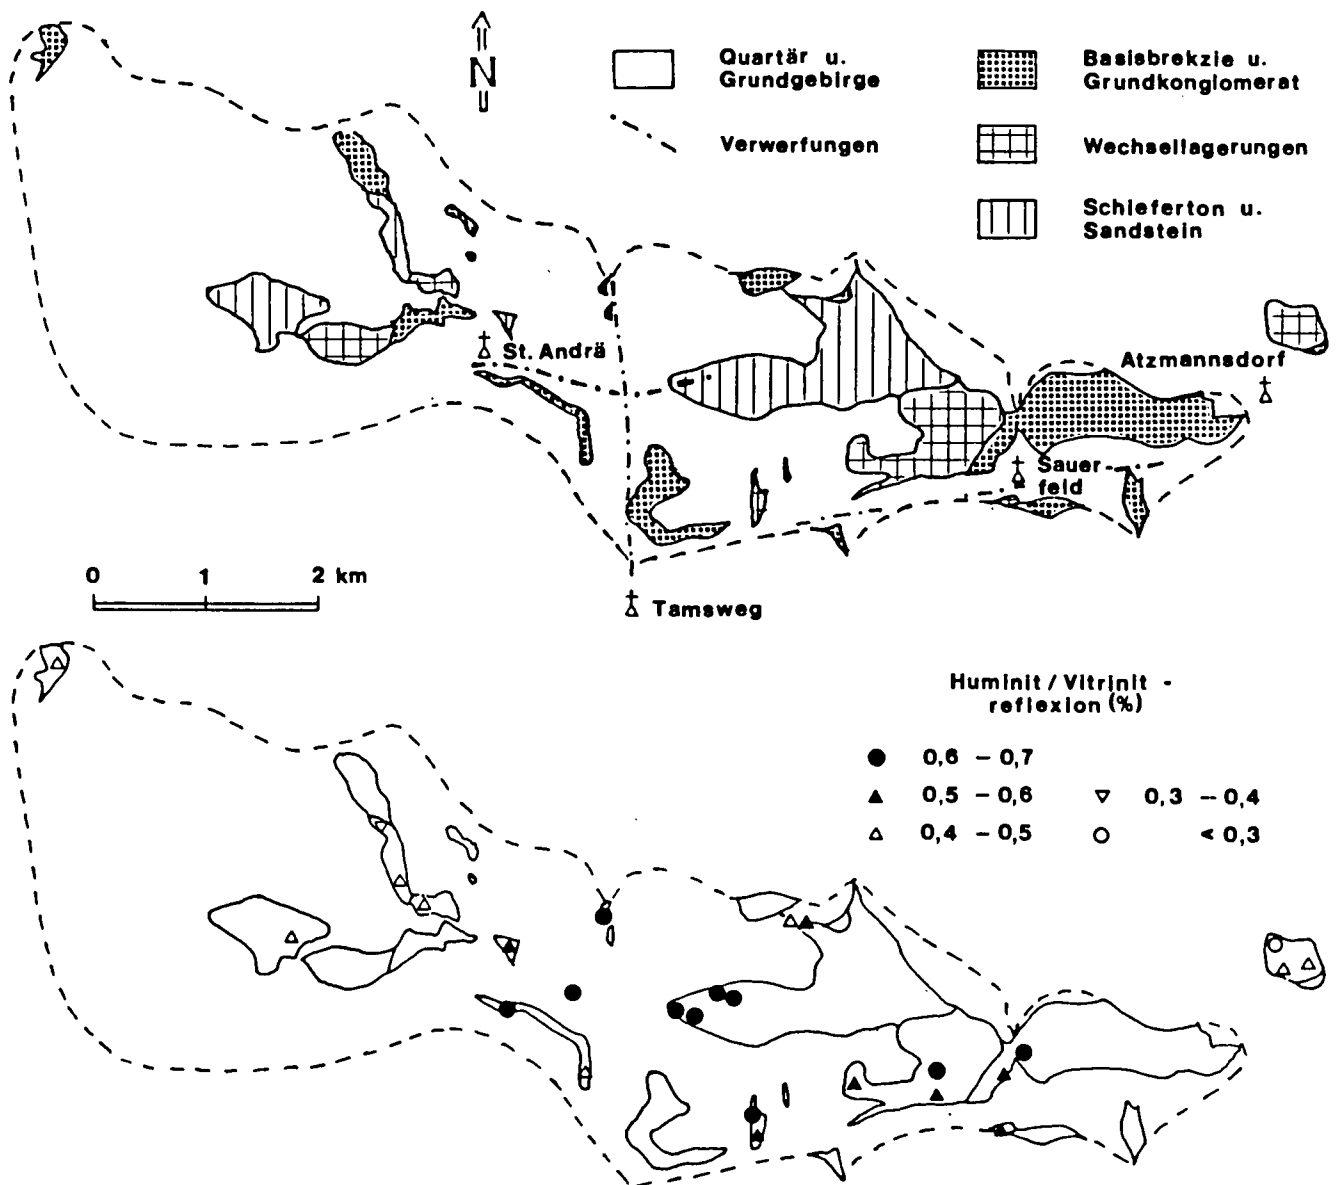 N
Quartär u.
Grundgebirge
Verwerfungen
Basisbrekzie u.
Grundkonglomerat
Wechsellagerungen
Schieferton u.
Sandstein
St. Andrä
Atzmannsdorf
Sauer-
feld
0 1 2 km
Tamsweg
Huminit / Vitrinit -
reflexion (%)
0,6 - 0,7
0,5 - 0,6
0,3 - 0,4
0,4 - 0,5
< 0,3